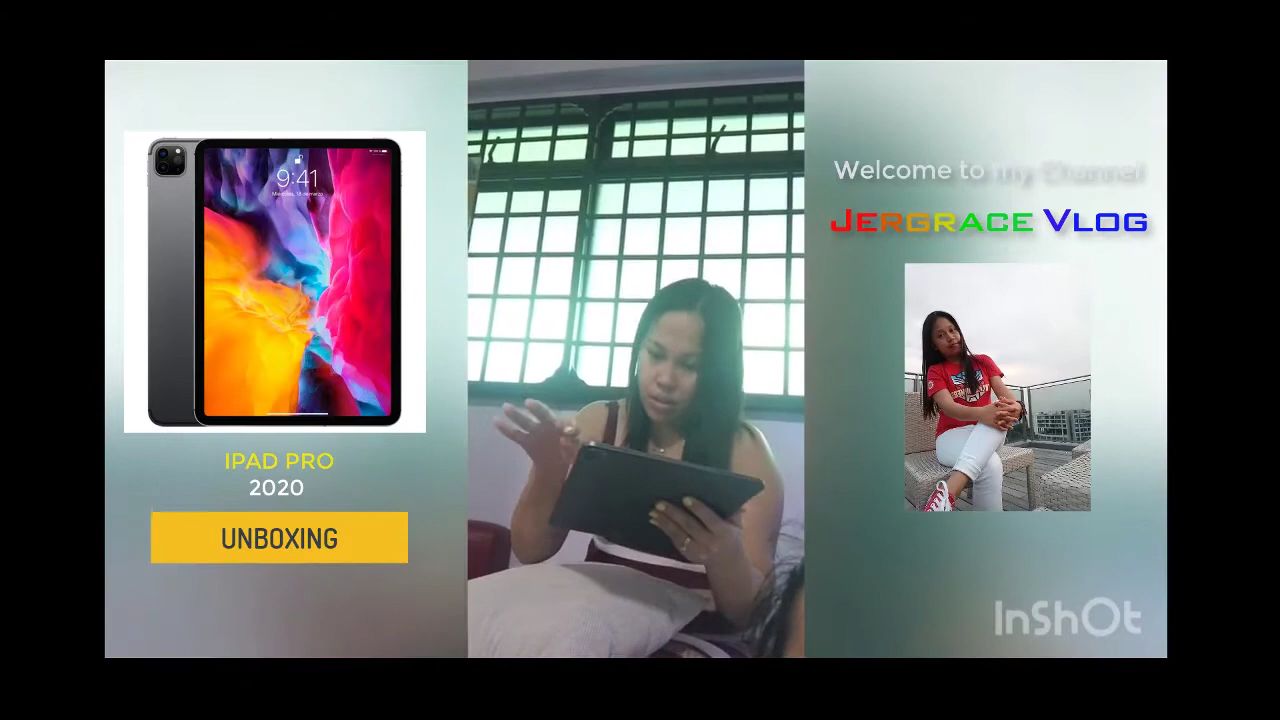 9:41
IPAD PRO
2020
UNBOXING
Welcome to my Channel
JERGRACE VLOG
INSHOT